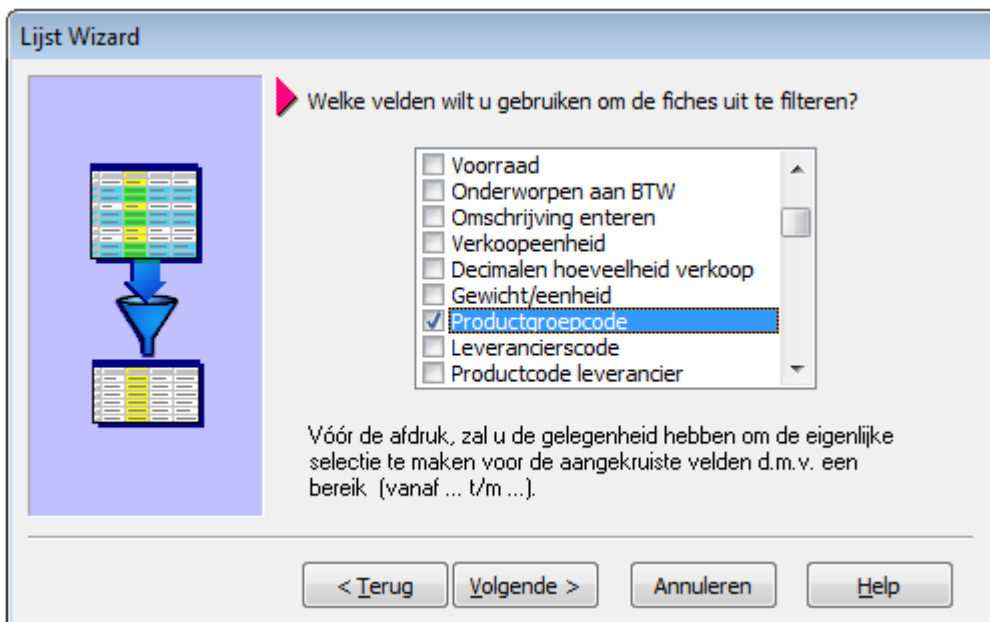 Lijst Wizard
Welke velden wilt u gebruiken om de fiches uit te filteren?
Voorraad
Onderworpen aan BTW
Omschrijving enteren
Verkoopeenheid
Decimalen hoeveelheid verkoop
Gewicht/eenheid
Productgroepcode
Leverancierscode
Productcode leverancier
Vóór de afdruk, zal u de gelegenheid hebben om de eigenlijke
selectie te maken voor de aangekruiste velden d.m.v. een
bereik (vanaf ... t/m ...).
< Terug
Volgende >
Annuleren
Help